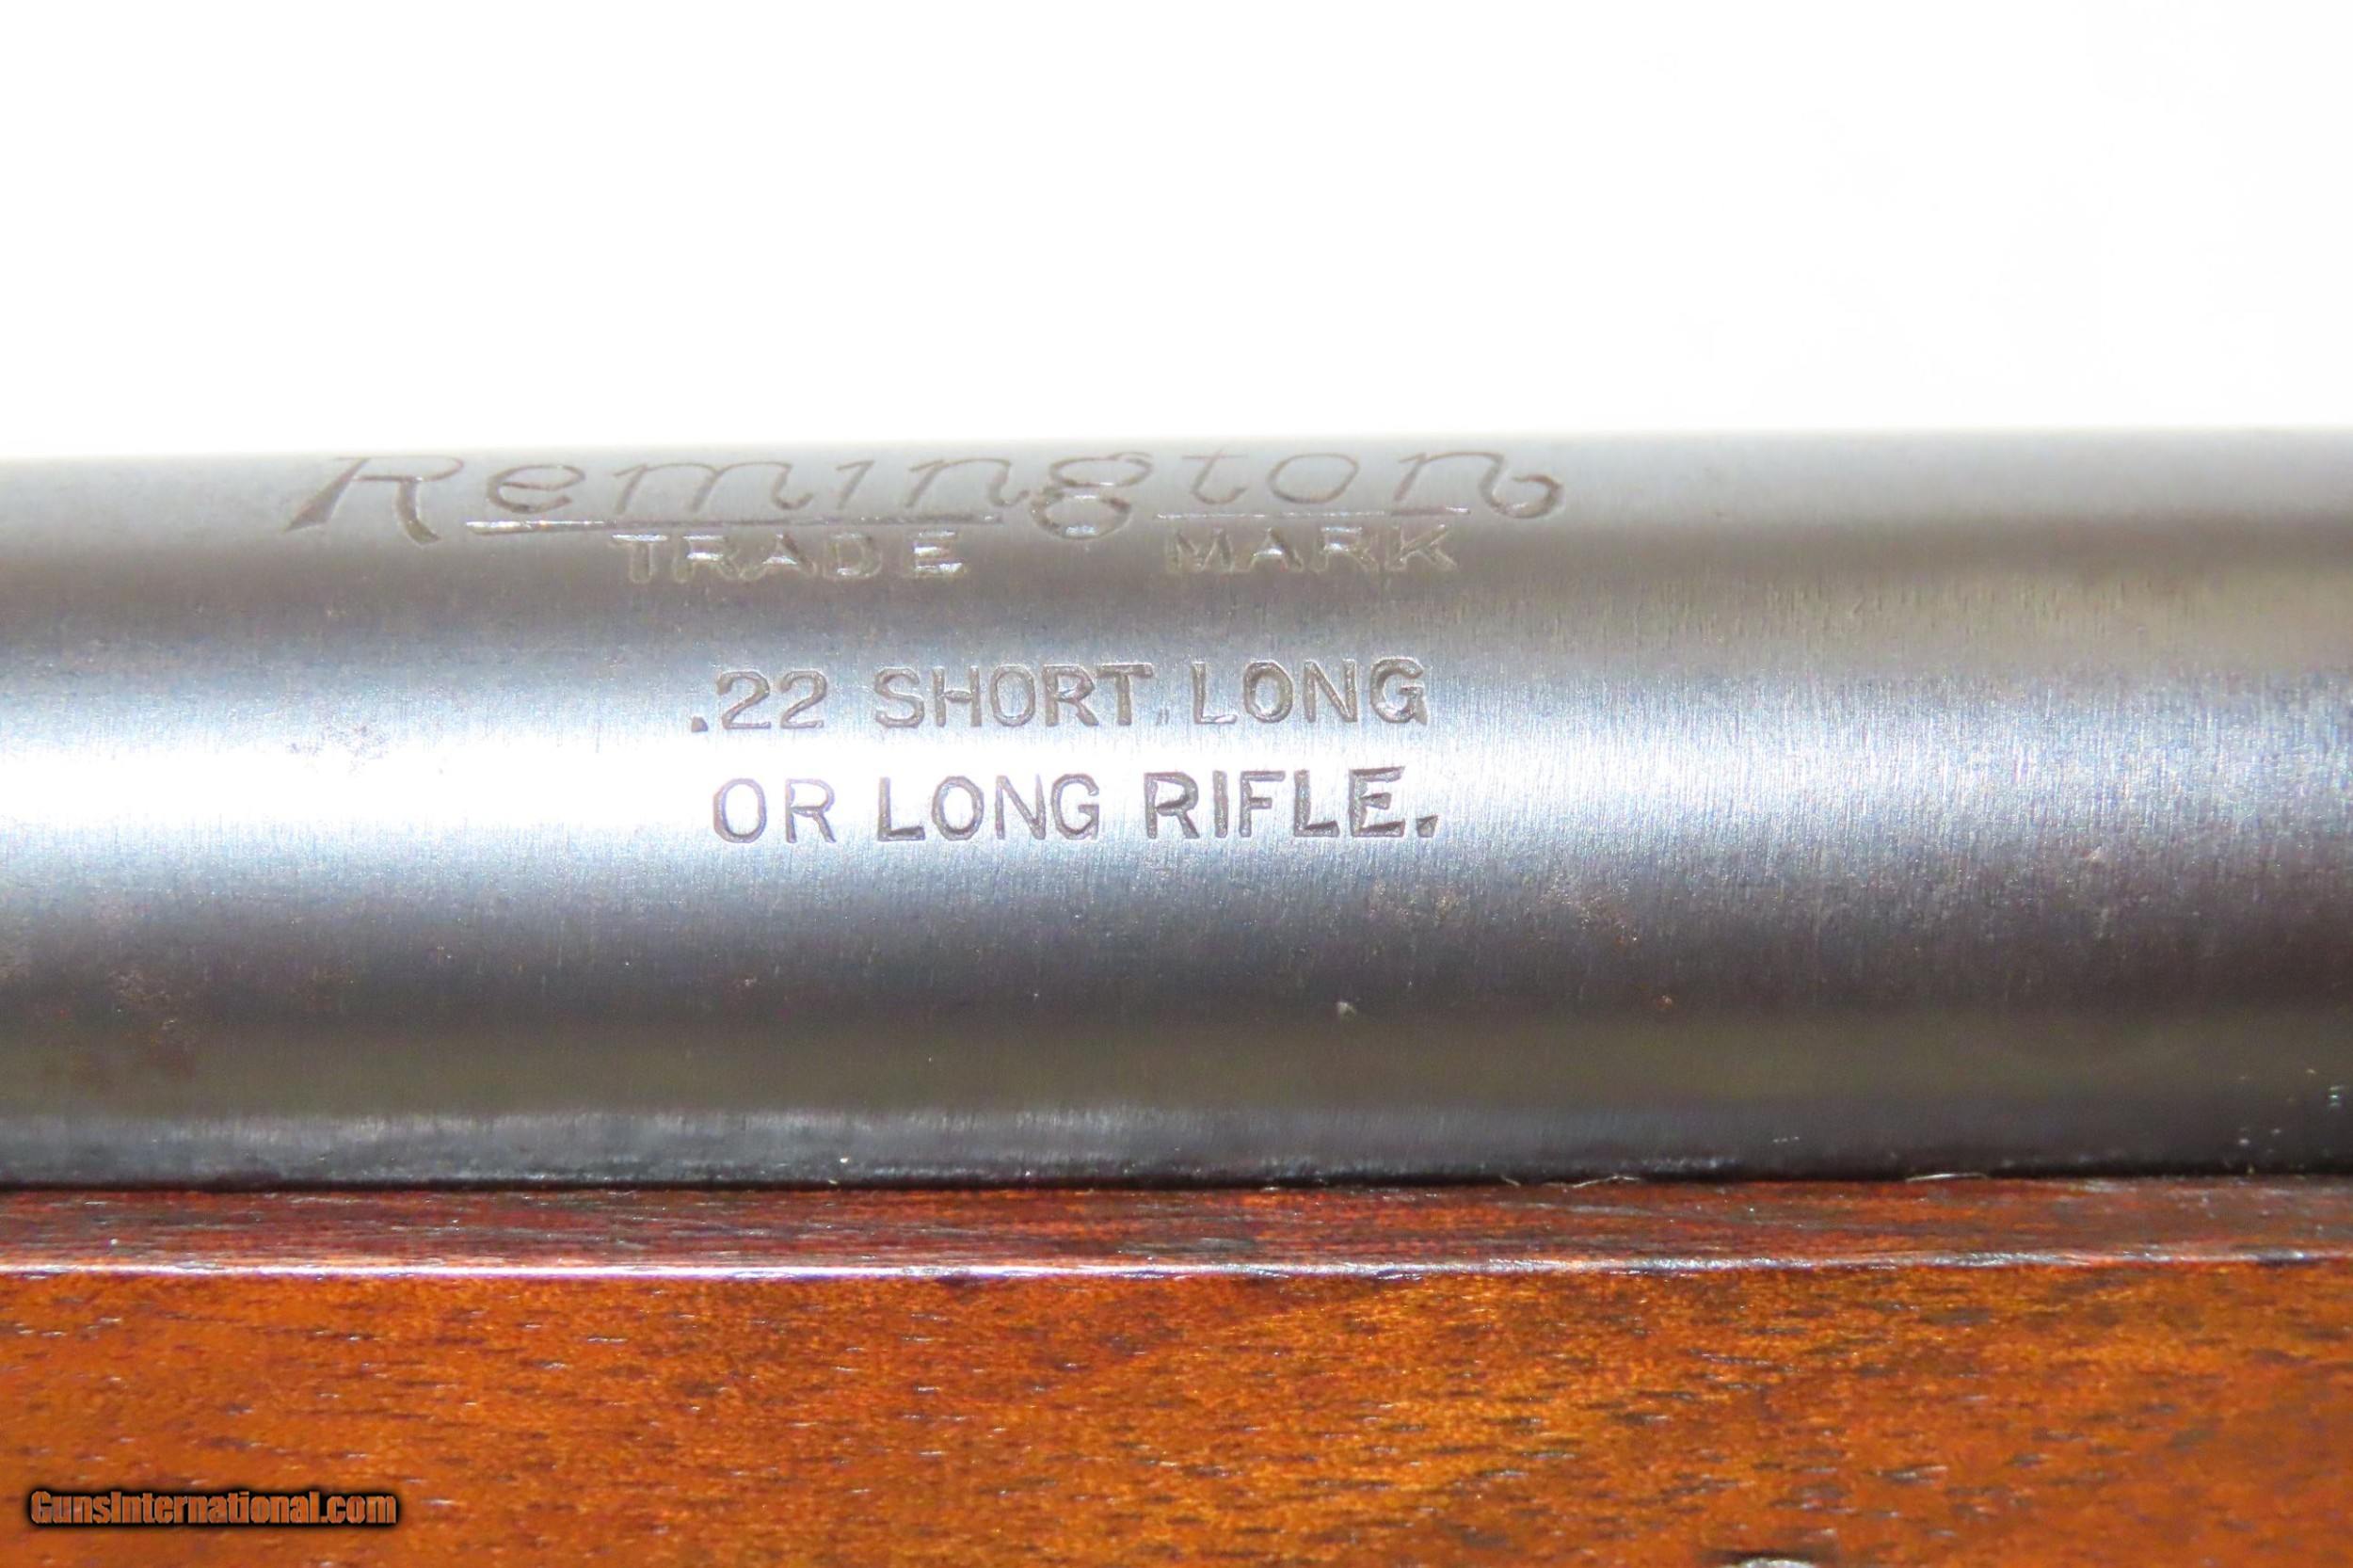 Remington
TRADE MARK
.22 SHORT, LONG
OR LONG RIFLE.
GunsInternational.com